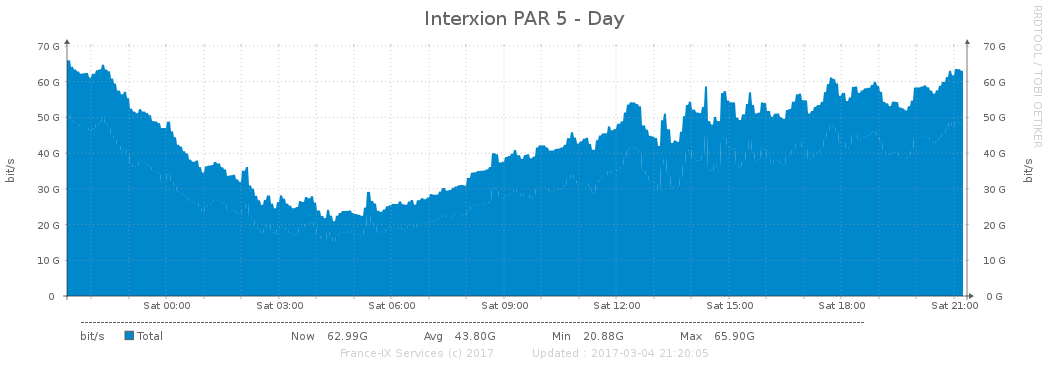 Interxion PAR 5 - Day
RRDTOOL / TOBI OETIKER
bit/s
bit/s
70 G 70 G
60 G 60 G
50 G 50 G
40 G 40 G
30 G 30 G
20 G 20 G
10 G 10 G
0 0 G
Sat 00:00 Sat 03:00 Sat 06:00 Sat 09:00 Sat 12:00 Sat 15:00 Sat 18:00 Sat 21:00
bit/s Total Now 62.99G Avg 43.80G Min 20.88G Max 65.90G
France-IX Services (c) 2017 Updated : 2017-03-04 21:20:05